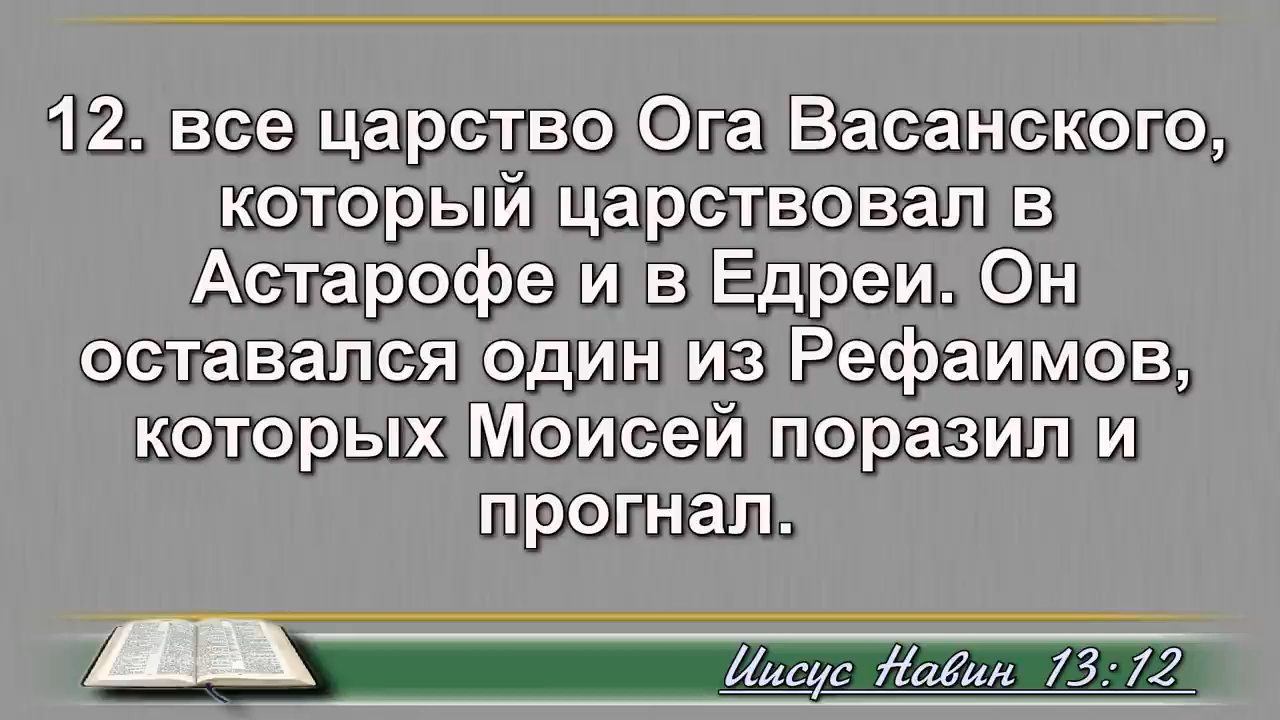 12. все царство Ога Васанского,
который царствовал в
Астарофе и в Едреи. Он
оставался один из Рефаимов,
которых Моисей поразил и
прогнал.
Иисус Навин 13:12